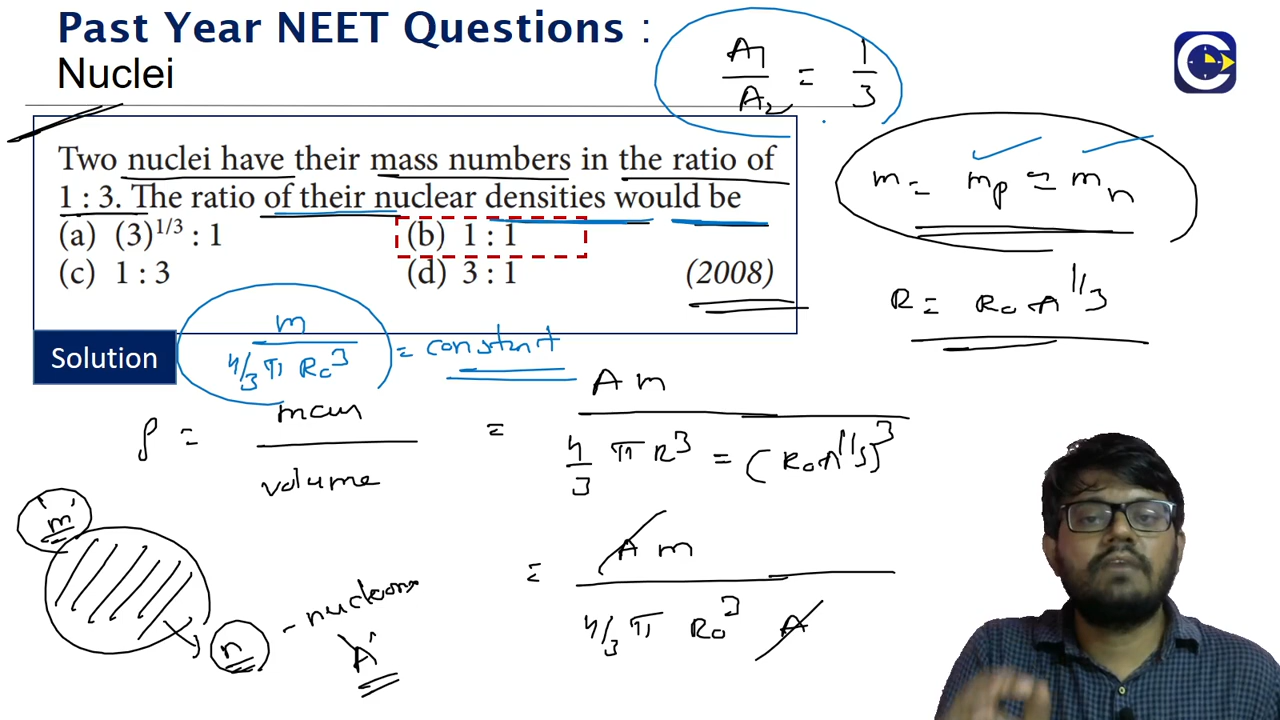 Past Year NEET Questions :
Nuclei
A1/A2 = 1/3
Two nuclei have their mass numbers in the ratio of
1 : 3. The ratio of their nuclear densities would be
(a) (3)^1/3 : 1
(b) 1 : 1
(c) 1 : 3
(d) 3 : 1
(2008)
m = mp ≃ mn
R = R0 A^1/3
Solution
m / 4/3 π R0^3 = constant
ρ = mass / volume = A m / 4/3 π R^3 = (R0 A^1/3)^3
= A m / 4/3 π R0^3 A
'm'
n - nucleons
A